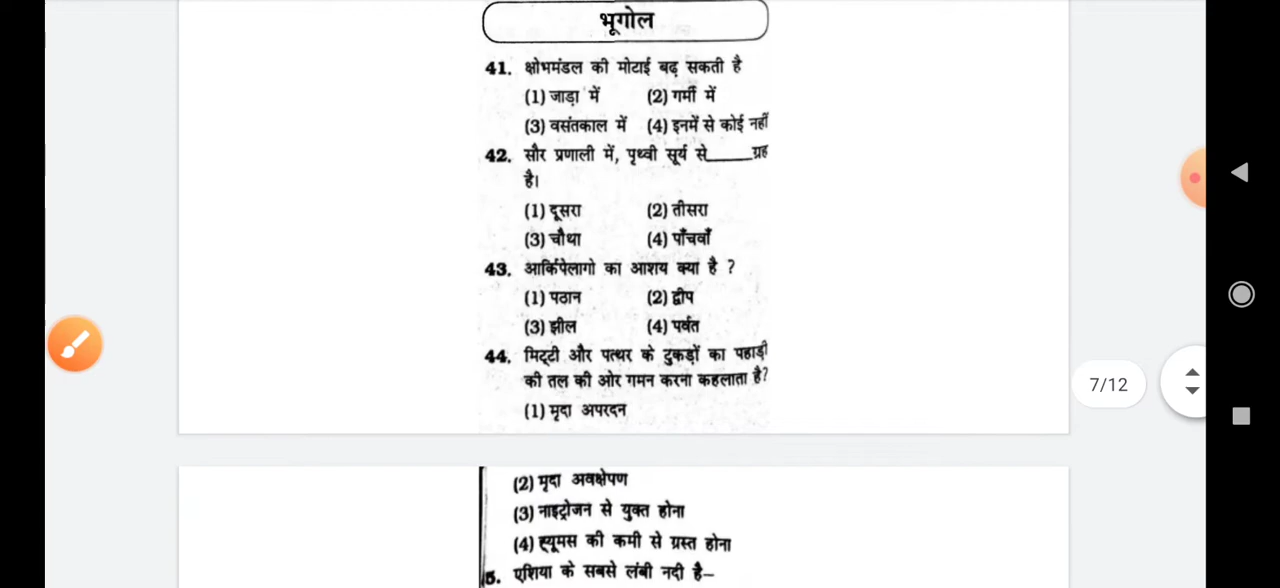 भूगोल
41. क्षोभमंडल की मोटाई बढ़ सकती है
(1) जाड़ा में (2) गर्मी में
(3) वसंतकाल में (4) इनमें से कोई नहीं
42. सौर प्रणाली में, पृथ्वी सूर्य से_____ग्रह
है।
(1) दूसरा (2) तीसरा
(3) चौथा (4) पाँचवाँ
43. आर्किपेलागो का आशय क्या है ?
(1) पठान (2) द्वीप
(3) झील (4) पर्वत
44. मिट्टी और पत्थर के टुकड़ों का पहाड़ी
की तल की ओर गमन करना कहलाता है?
(1) मृदा अपरदन
7/12
(2) मृदा अवक्षेपण
(3) नाइट्रोजन से युक्त होना
(4) ह्यूमस की कमी से ग्रस्त होना
5. एशिया के सबसे लंबी नदी है–